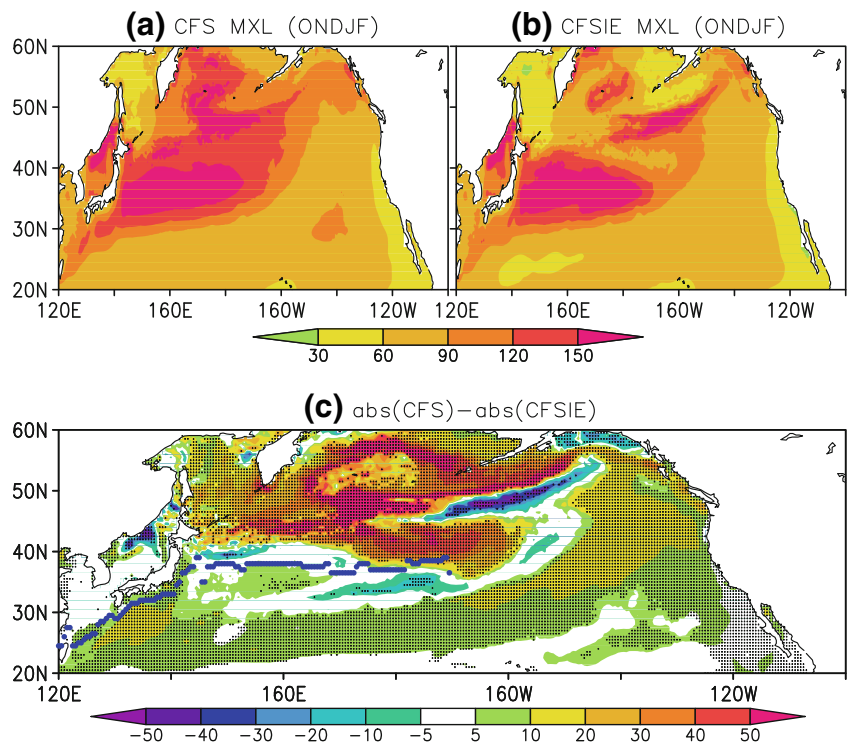 (a) CFS MXL (ONDJF)
(b) CFSIE MXL (ONDJF)
60N
50N
40N
30N
20N
120E 160E 160W 120W
120E 160E 160W 120W
30 60 90 120 150
(c) abs(CFS)−abs(CFSIE)
60N
50N
40N
30N
20N
120E 160E 160W 120W
−50 −40 −30 −20 −10 −5 5 10 20 30 40 50